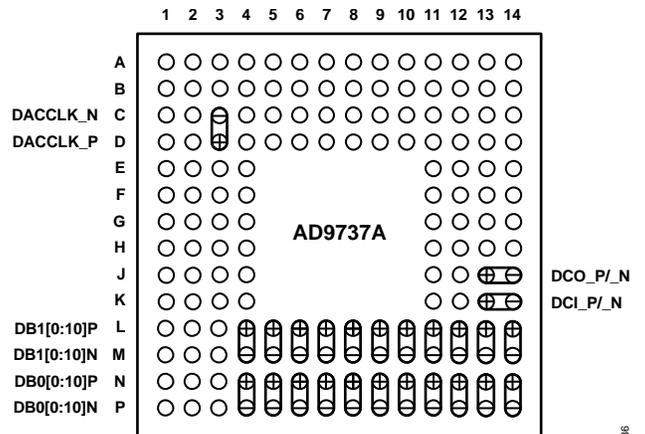 1 2 3 4 5 6 7 8 9 10 11 12 13 14
A
B
DACCLK_N C
DACCLK_P D
E
F
G
AD9737A
H
J DCO_P/_N
K DCI_P/_N
DB1[0:10]P L
DB1[0:10]N M
DB0[0:10]P N
DB0[0:10]N P